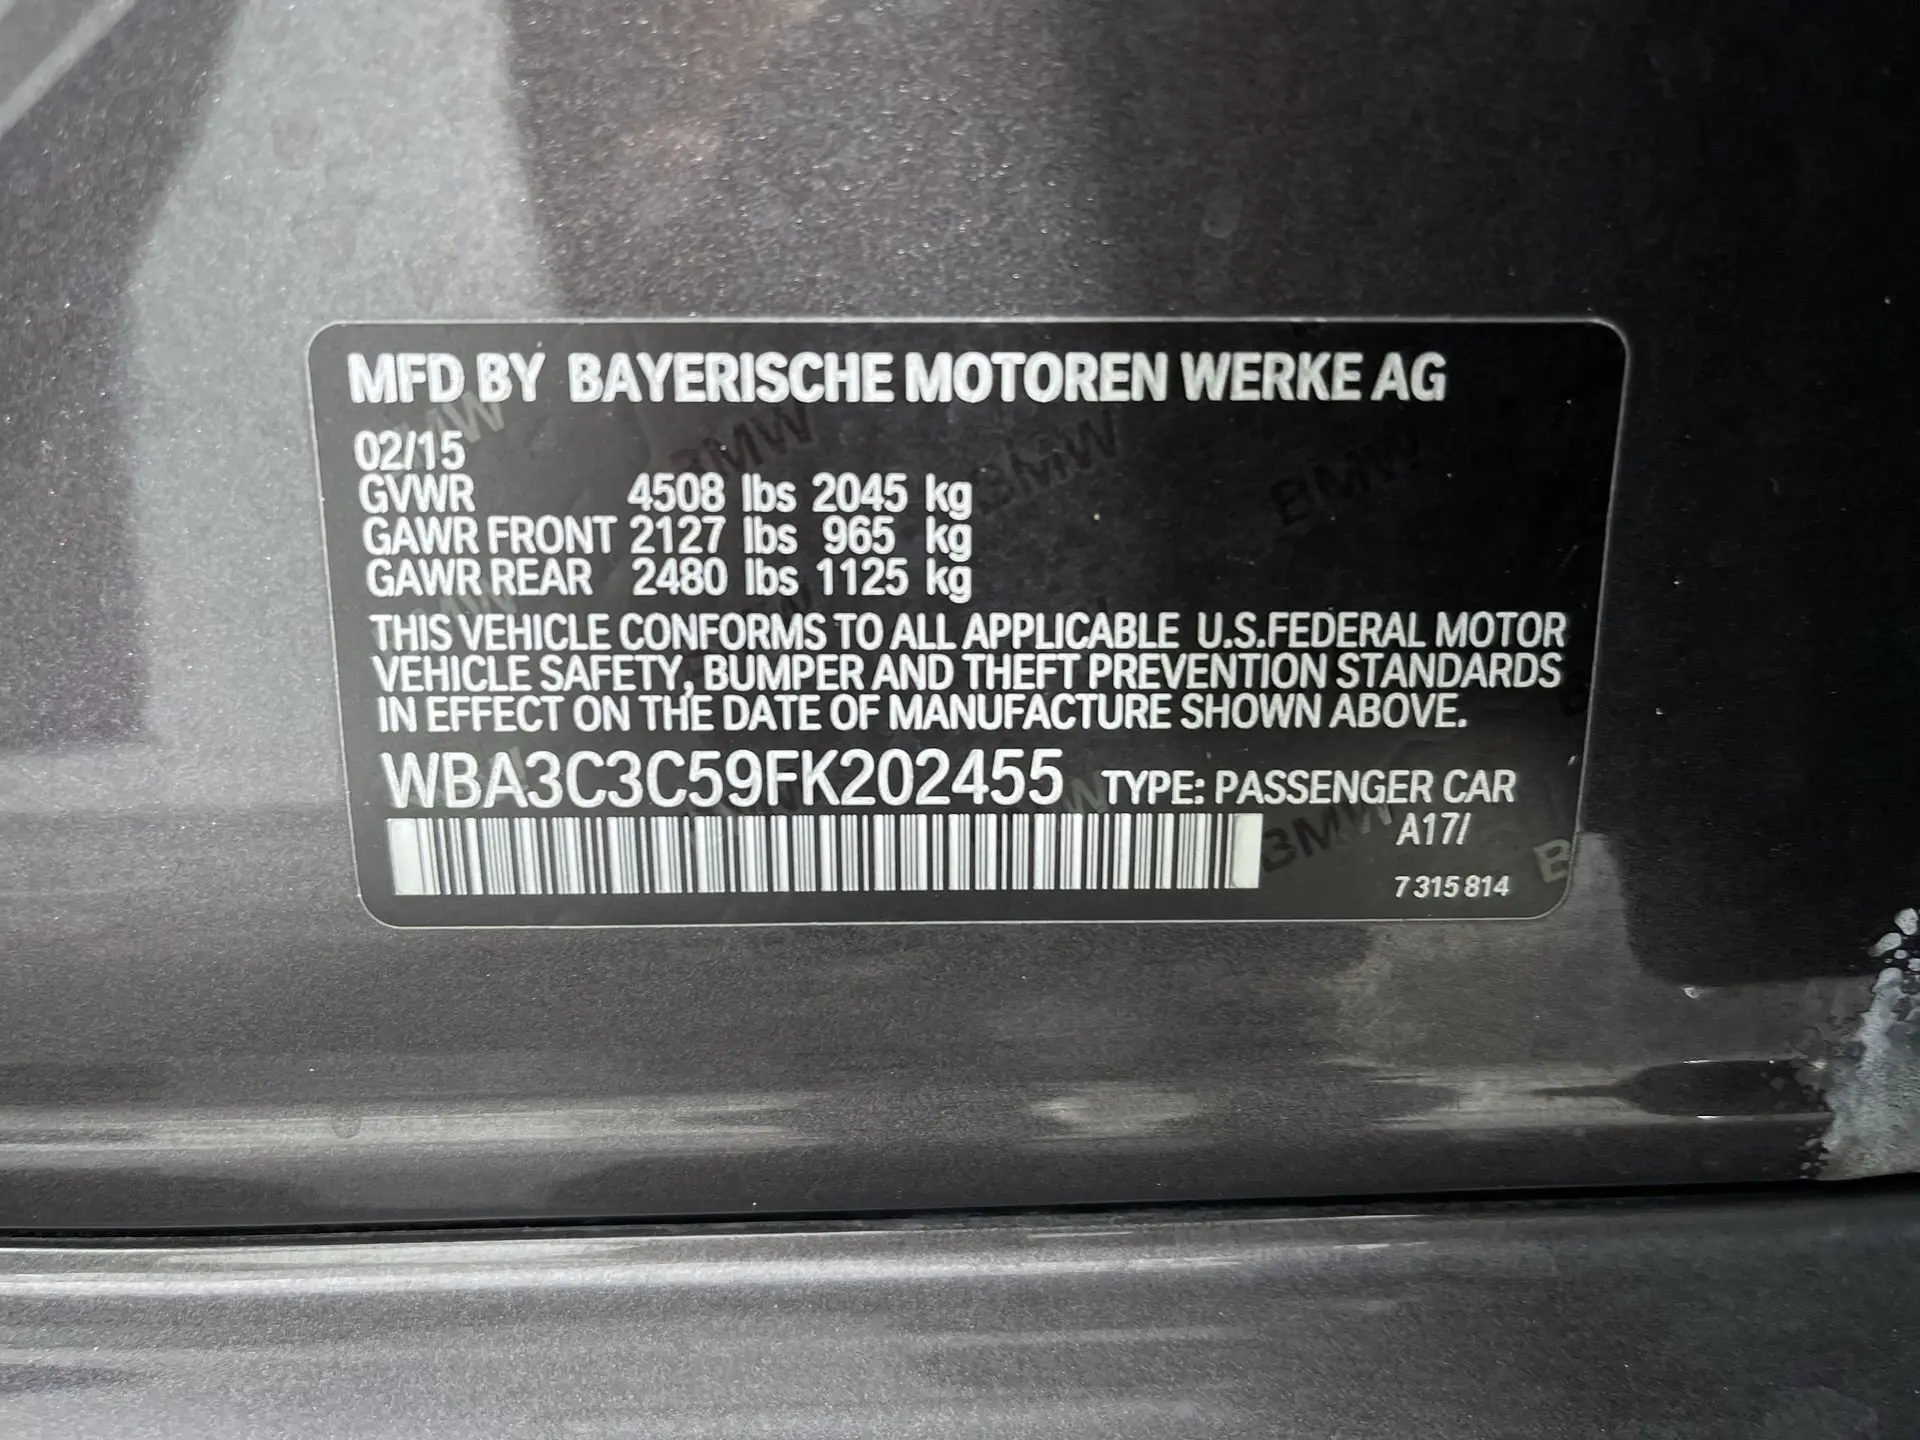 MFD BY BAYERISCHE MOTOREN WERKE AG
02/15
GVWR 4508 lbs 2045 kg
GAWR FRONT 2127 lbs 965 kg
GAWR REAR 2480 lbs 1125 kg
THIS VEHICLE CONFORMS TO ALL APPLICABLE U.S.FEDERAL MOTOR
VEHICLE SAFETY, BUMPER AND THEFT PREVENTION STANDARDS
IN EFFECT ON THE DATE OF MANUFACTURE SHOWN ABOVE.
WBA3C3C59FK202455 TYPE: PASSENGER CAR
A17/
7 315 814